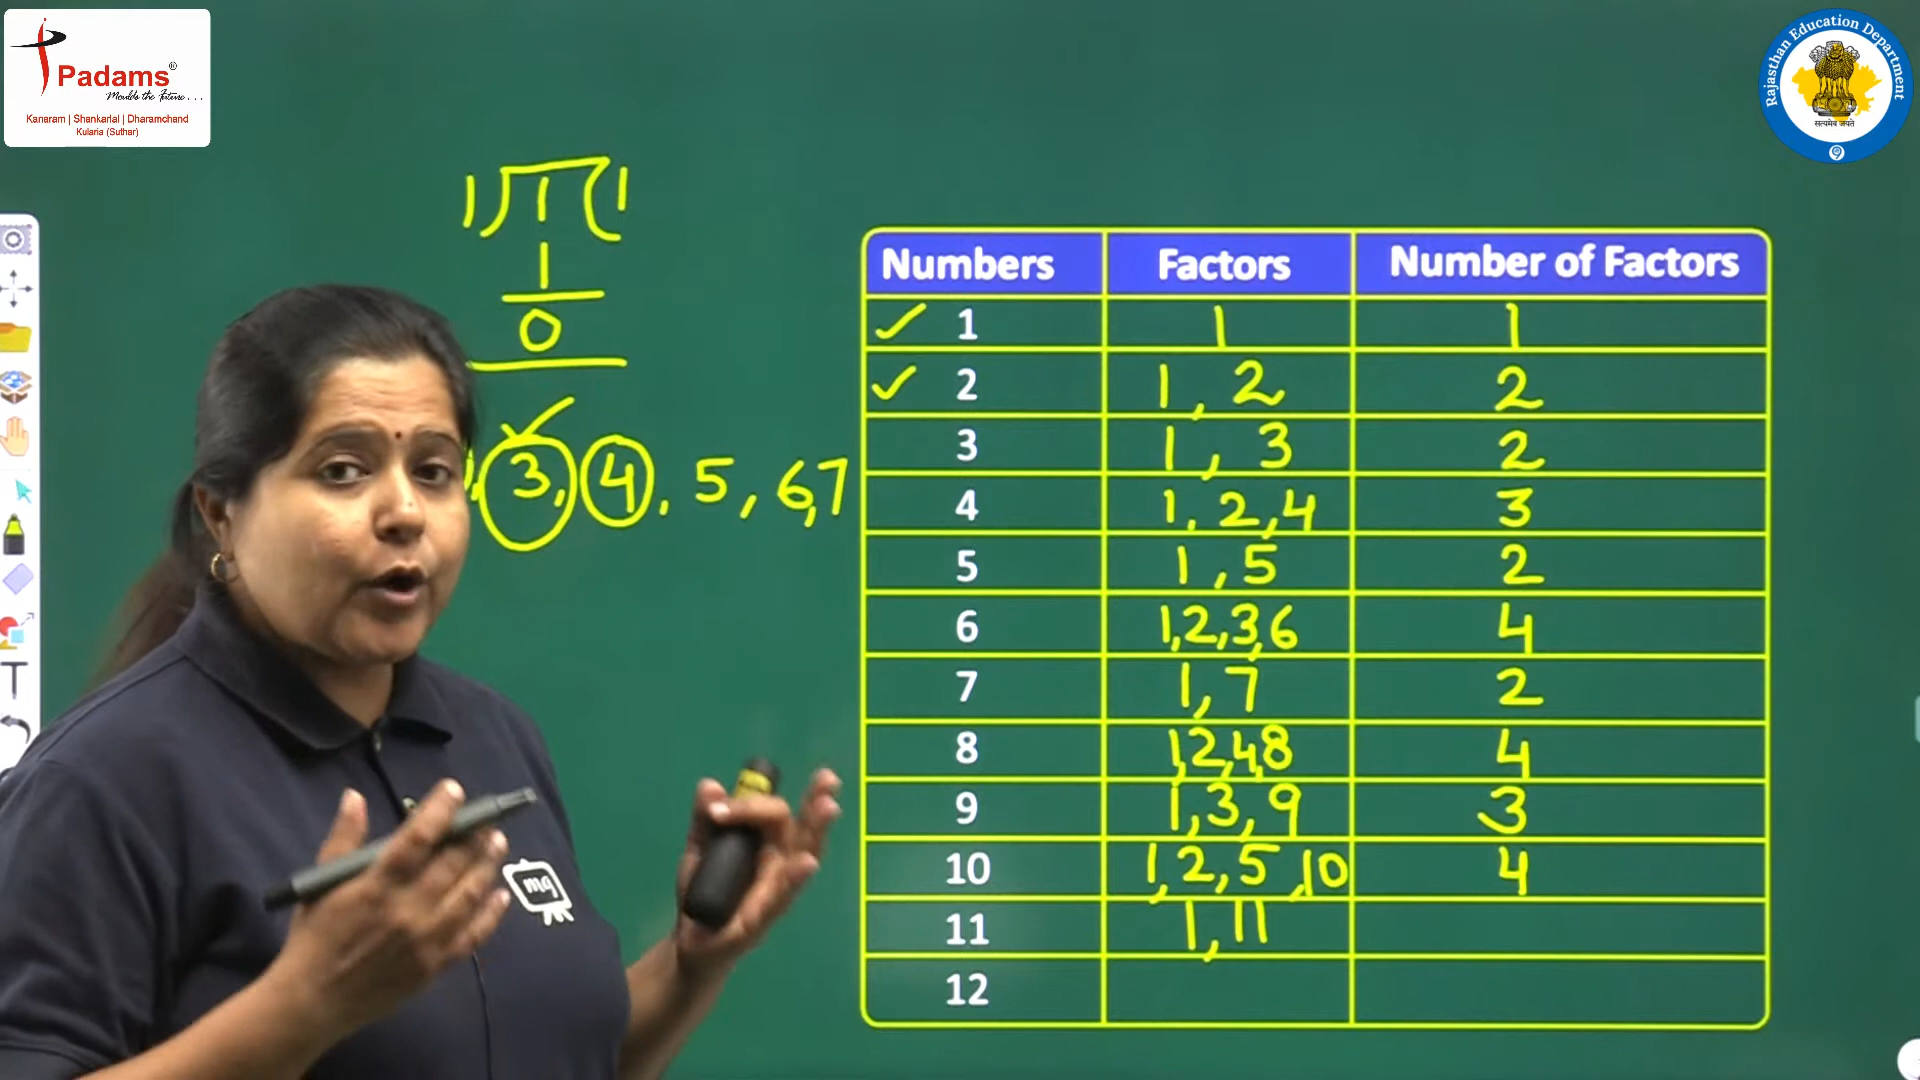 Padams®
Moulds the Future...
Kanaram | Shankarlal | Dharamchand
Kularia (Suthar)
Rajasthan Education Department
सत्यमेव जयते
1) 1 ( 1
1
0
3, 4, 5, 6, 7
Numbers Factors Number of Factors
✓ 1 1 1
✓ 2 1, 2 2
3 1, 3 2
4 1, 2, 4 3
5 1, 5 2
6 1, 2, 3, 6 4
7 1, 7 2
8 1, 2, 4, 8 4
9 1, 3, 9 3
10 1, 2, 5, 10 4
11 1, 11
12
T
mq